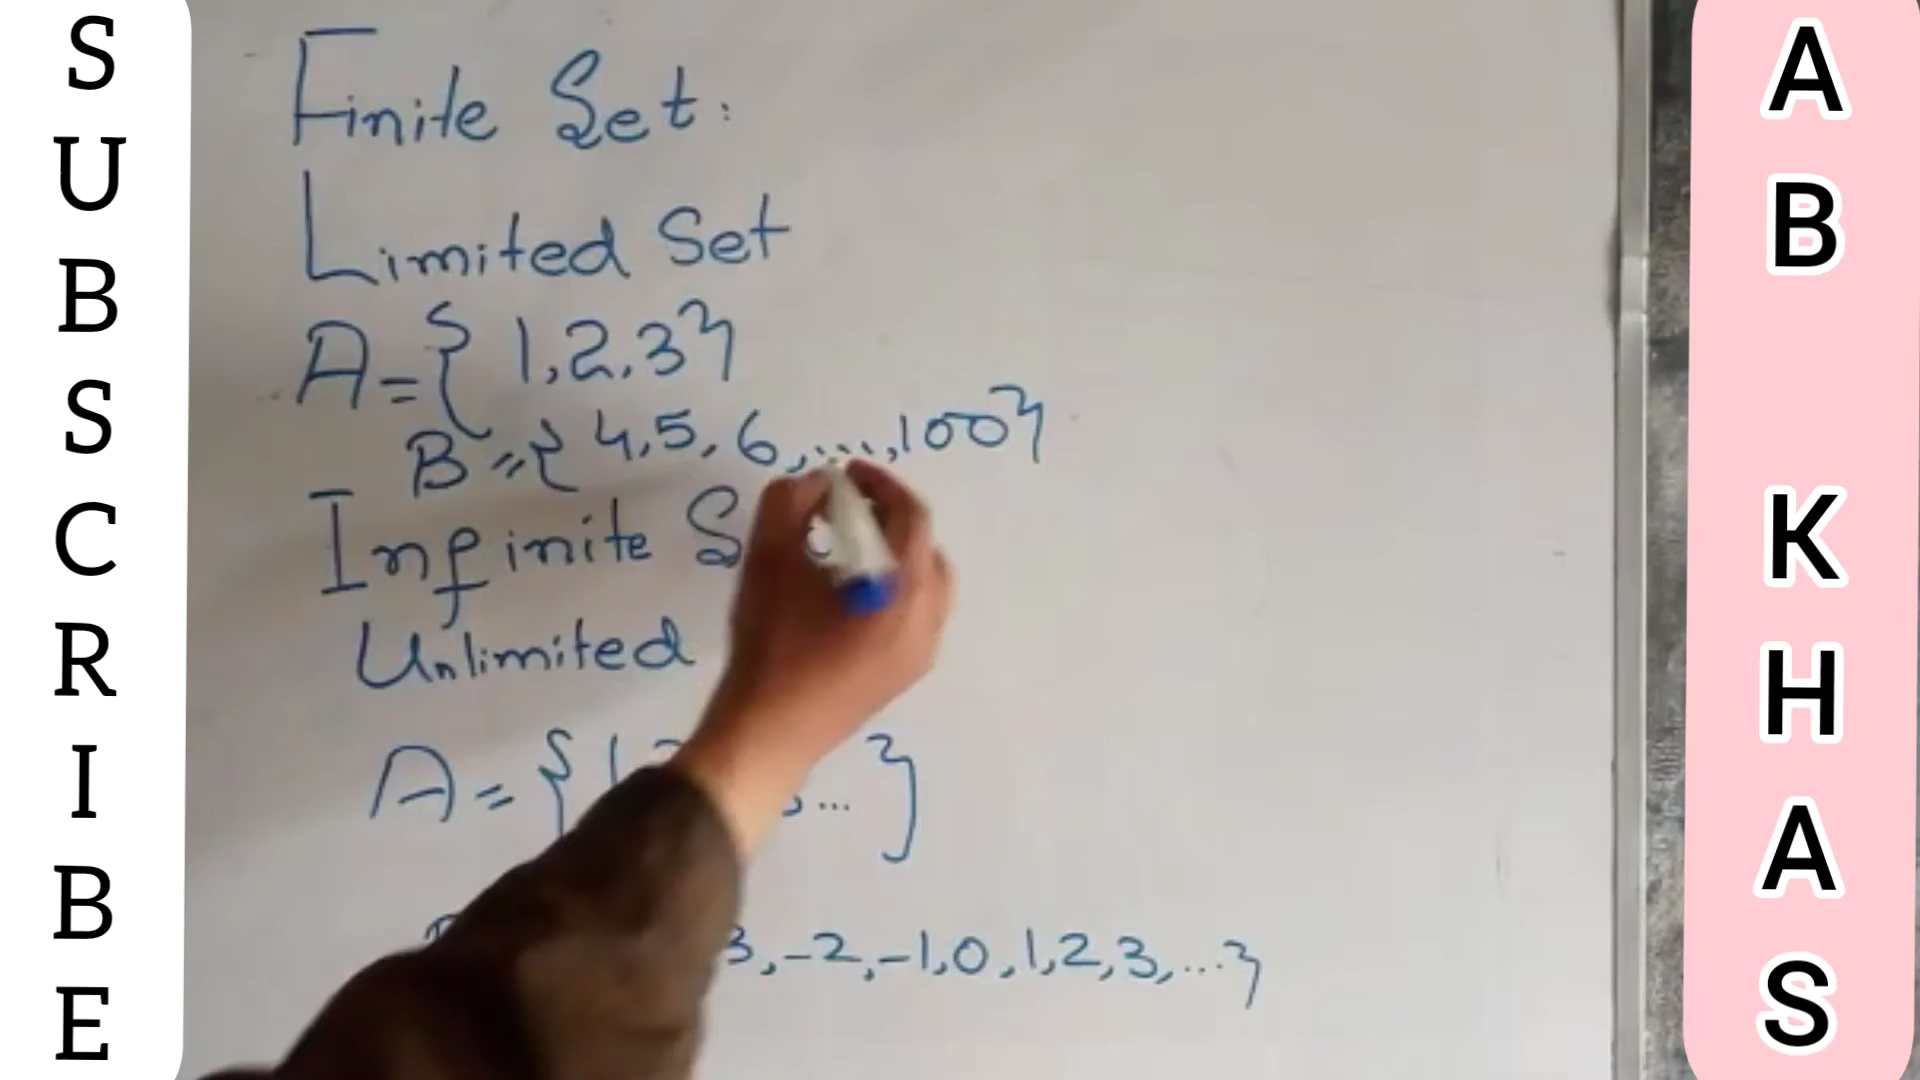 SUBSCRIBE
Finite Set:
Limited Set
A={1,2,3}
B={4,5,6,...,100}
Infinite
Unlimited
A={1, ,...}
3,-2,-1,0,1,2,3,...}
AB KHAS